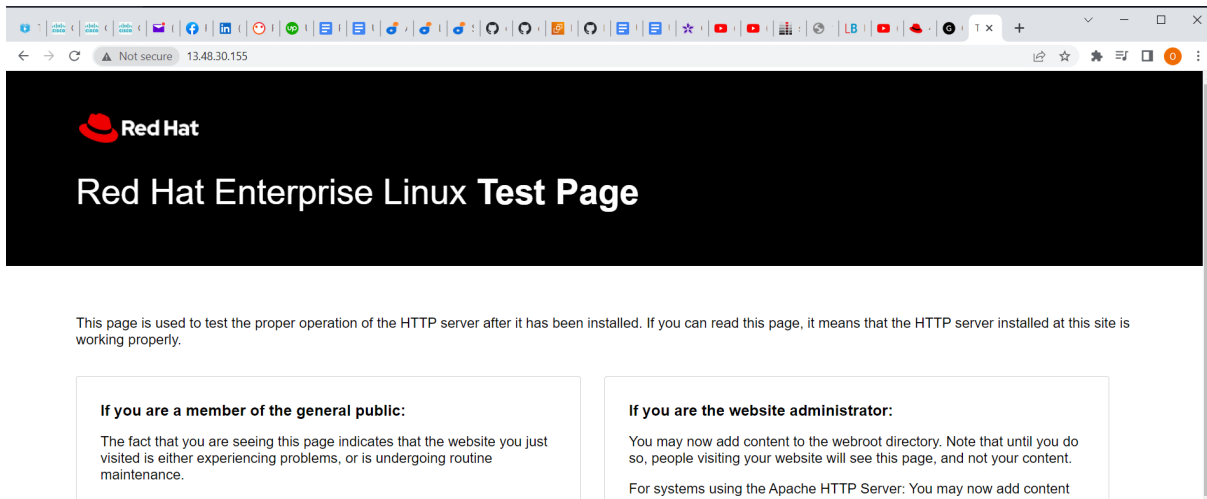 Not secure 13.48.30.155
Red Hat
Red Hat Enterprise Linux Test Page
This page is used to test the proper operation of the HTTP server after it has been installed. If you can read this page, it means that the HTTP server installed at this site is
working properly.
If you are a member of the general public:
The fact that you are seeing this page indicates that the website you just
visited is either experiencing problems, or is undergoing routine
maintenance.
If you are the website administrator:
You may now add content to the webroot directory. Note that until you do
so, people visiting your website will see this page, and not your content.
For systems using the Apache HTTP Server: You may now add content